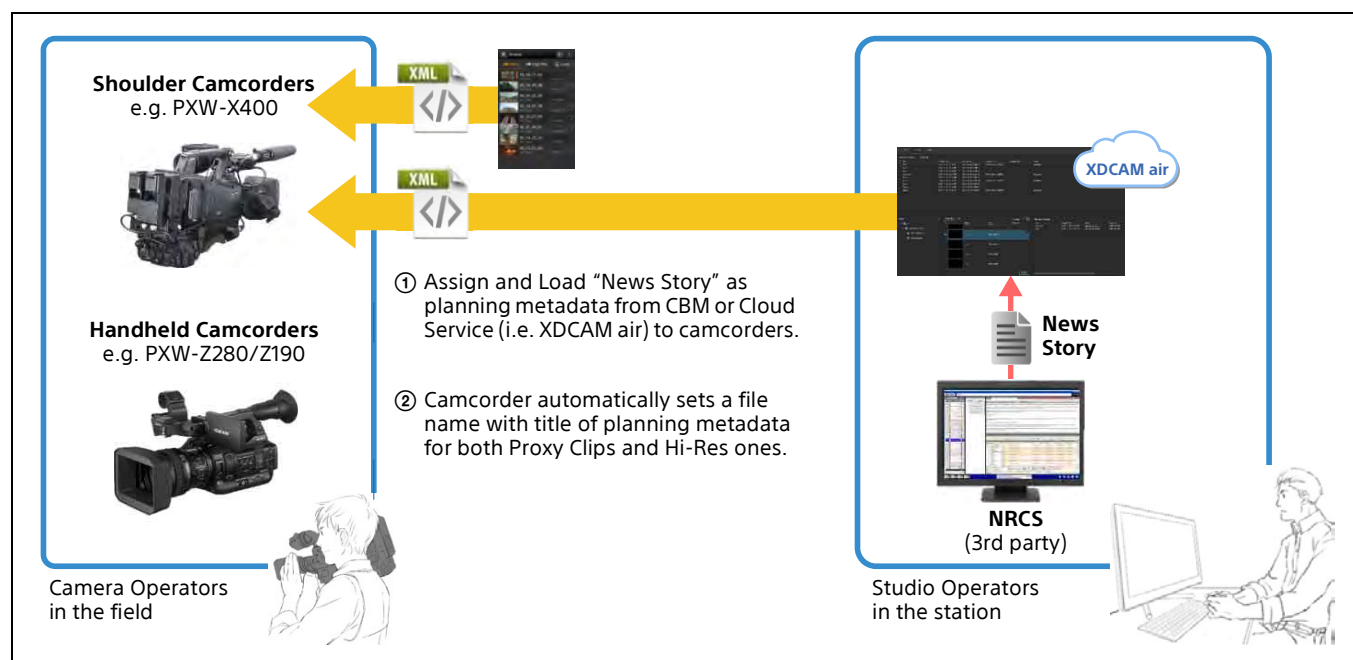 Shoulder Camcorders
e.g. PXW-X400
XML
</>
XML
</>
XDCAM air
① Assign and Load “News Story” as
planning metadata from CBM or Cloud
Service (i.e. XDCAM air) to camcorders.
Handheld Camcorders
e.g. PXW-Z280/Z190
② Camcorder automatically sets a file
name with title of planning metadata
for both Proxy Clips and Hi-Res ones.
News
Story
NRCS
(3rd party)
Camera Operators
in the field
Studio Operators
in the station